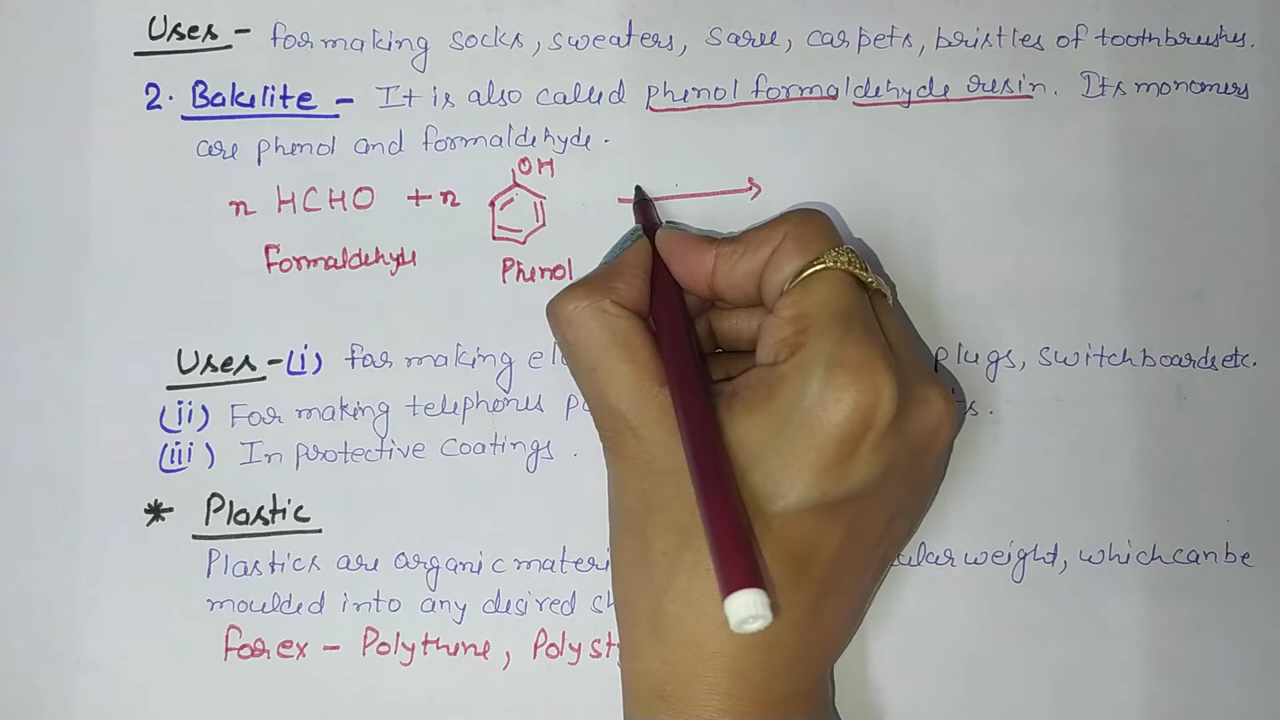 Uses - for making socks, sweaters, saree, carpets, bristles of toothbrushes.
2. Bakelite - It is also called phenol formaldehyde resin. Its monomers
are phenol and formaldehyde.
OH
n HCHO + n
Formaldehyde Phenol
Uses - (i) for making plugs, switchboards etc.
(ii) For making telephones
(iii) In protective coatings.
* Plastic
Plastics are organic weight, which can be
moulded into any desired
For ex - Polythene,